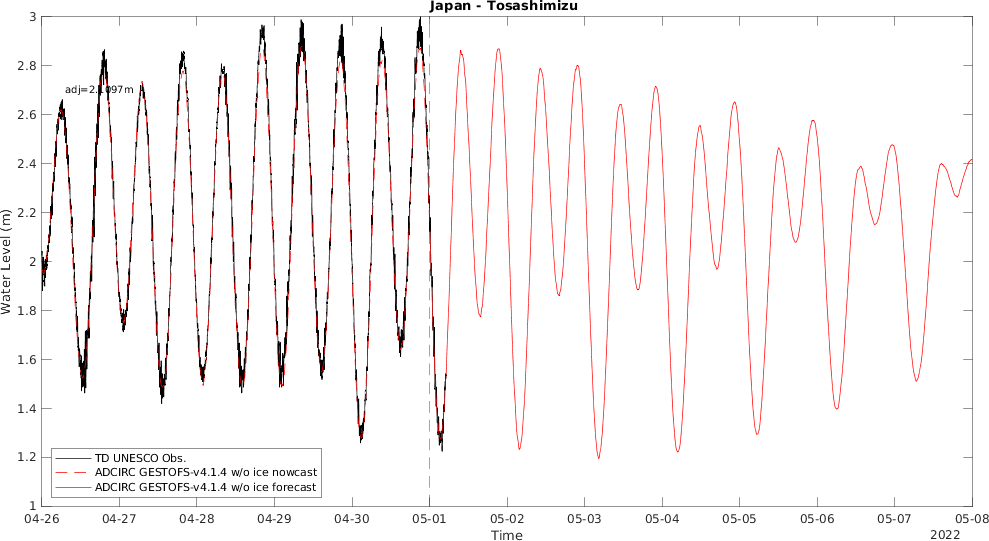 Japan - Tosashimizu
Water Level (m)
3
2.8
2.6
2.4
2.2
2
1.8
1.6
1.4
1.2
1
adj=2.1097m
TD UNESCO Obs.
ADCIRC GESTOFS-v4.1.4 w/o ice nowcast
ADCIRC GESTOFS-v4.1.4 w/o ice forecast
04-26 04-27 04-28 04-29 04-30 05-01 05-02 05-03 05-04 05-05 05-06 05-07 05-08
Time
2022